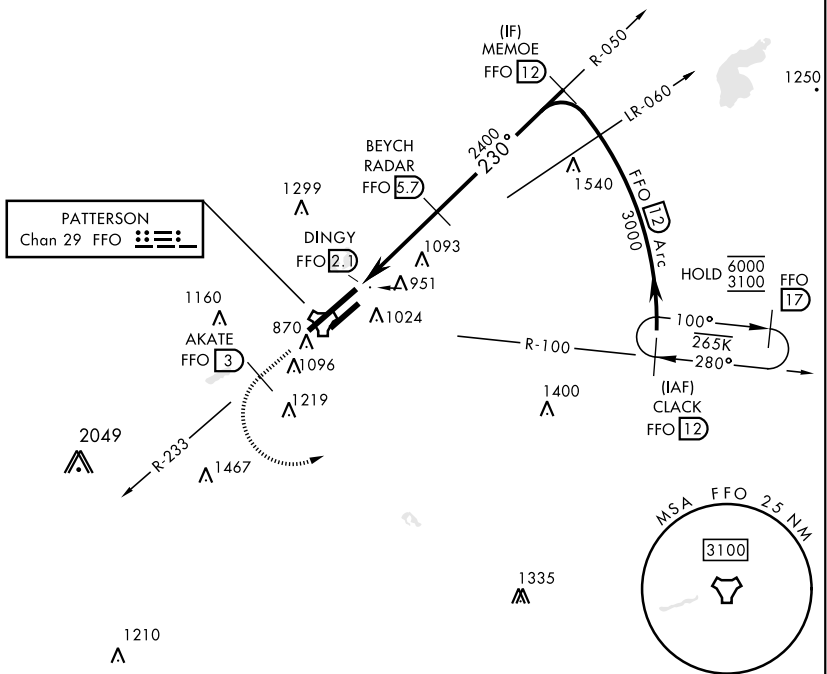 (IF)
MEMOE
FFO 12
R-050
1250
LR-060
2400
230°
BEYCH
RADAR
FFO 5.7
1540
FFO 12 Arc
3000
1299
PATTERSON
Chan 29 FFO
DINGY
FFO 2.1
1093
951
HOLD 6000
3100
FFO
17
1160
1024
870
AKATE
FFO 3
1096
R-100
100°
265K
280°
(IAF)
CLACK
FFO 12
1219
1400
2049
R-233
1467
MSA FFO 25 NM
3100
1335
1210